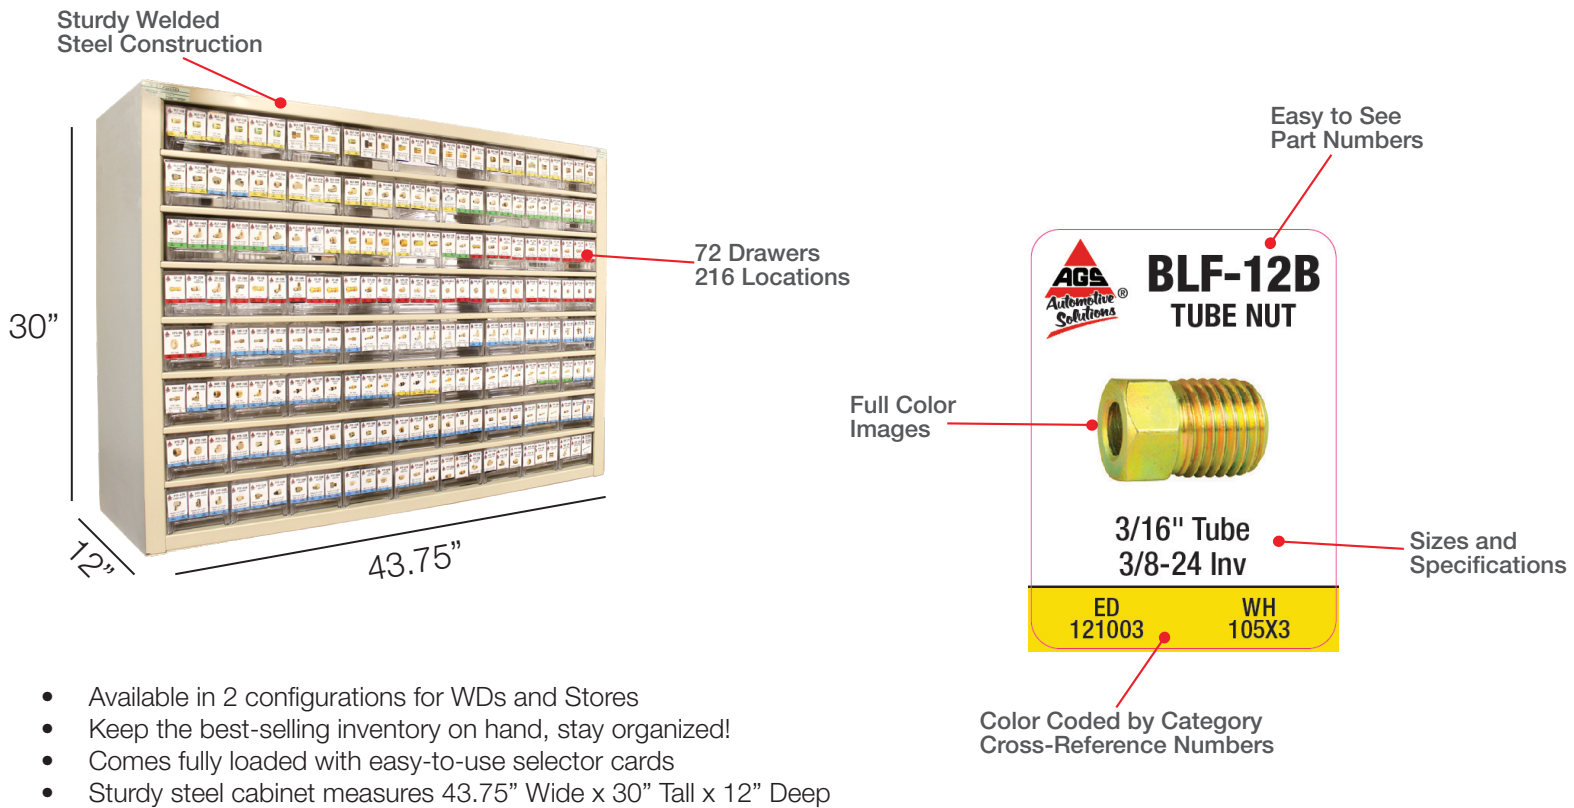 Sturdy Welded
Steel Construction
30”
12”
43.75”
72 Drawers
216 Locations
Easy to See
Part Numbers
AGS
Automotive
Solutions
®
BLF-12B
TUBE NUT
Full Color
Images
3/16" Tube
3/8-24 Inv
Sizes and
Specifications
ED
121003
WH
105X3
Color Coded by Category
Cross-Reference Numbers
• Available in 2 configurations for WDs and Stores
• Keep the best-selling inventory on hand, stay organized!
• Comes fully loaded with easy-to-use selector cards
• Sturdy steel cabinet measures 43.75” Wide x 30” Tall x 12” Deep